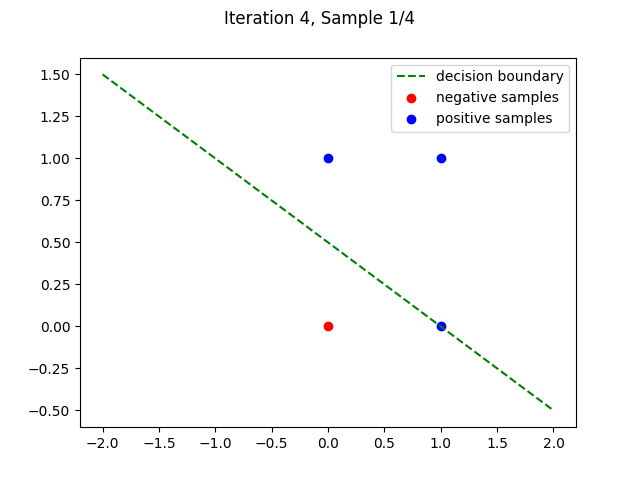 Iteration 4, Sample 1/4
decision boundary
negative samples
positive samples
1.50
1.25
1.00
0.75
0.50
0.25
0.00
−0.25
−0.50
−2.0 −1.5 −1.0 −0.5 0.0 0.5 1.0 1.5 2.0